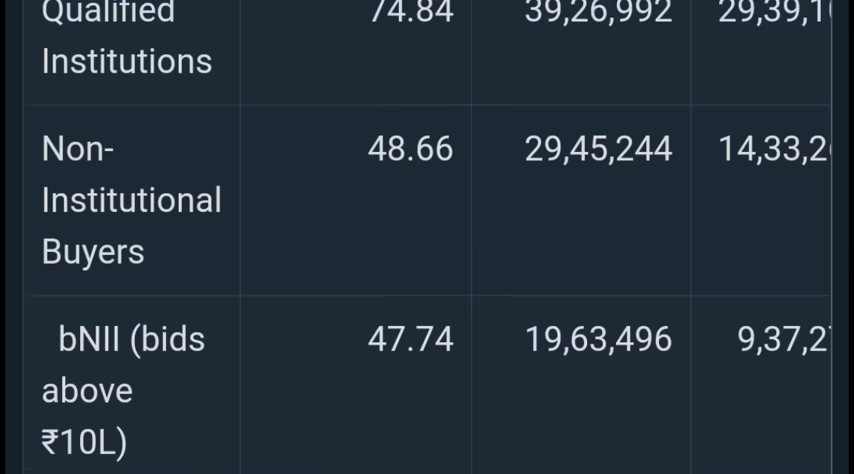 Qualified 74.84 39,26,992
Institutions
Non- 48.66 29,45,244
Institutional
Buyers
bNII (bids 47.74 19,63,496
above
₹10L)